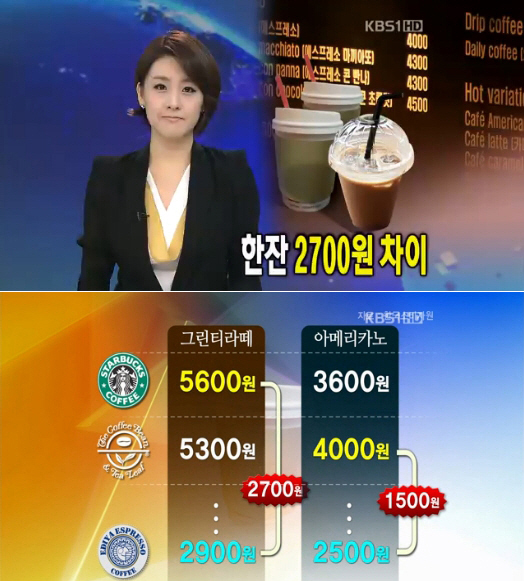 KBS1HD
Drip coffee
4000
Daily coffee
4300
4300
4500
Hot variation
Café America
Café latte
Café caramel
한잔 2700원 차이
KBS1HD
그린티라떼
아메리카노
STARBUCKS
COFFEE
5600원
3600원
The Coffee Bean
& Tea Leaf
5300원
4000원
2700원
1500원
EDIYA ESPRESSO
COFFEE
2900원
2500원